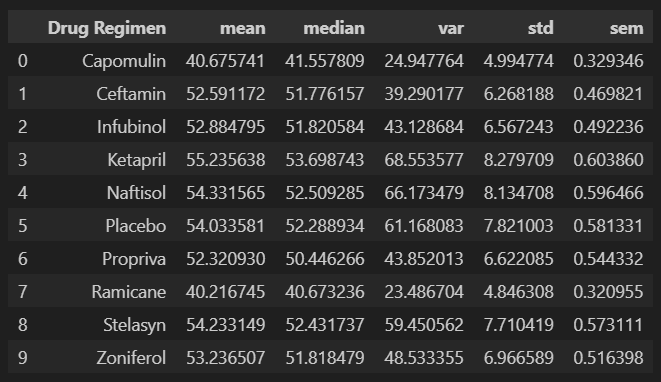 Drug Regimen mean median var std sem
0 Capomulin 40.675741 41.557809 24.947764 4.994774 0.329346
1 Ceftamin 52.591172 51.776157 39.290177 6.268188 0.469821
2 Infubinol 52.884795 51.820584 43.128684 6.567243 0.492236
3 Ketapril 55.235638 53.698743 68.553577 8.279709 0.603860
4 Naftisol 54.331565 52.509285 66.173479 8.134708 0.596466
5 Placebo 54.033581 52.288934 61.168083 7.821003 0.581331
6 Propriva 52.320930 50.446266 43.852013 6.622085 0.544332
7 Ramicane 40.216745 40.673236 23.486704 4.846308 0.320955
8 Stelasyn 54.233149 52.431737 59.450562 7.710419 0.573111
9 Zoniferol 53.236507 51.818479 48.533355 6.966589 0.516398